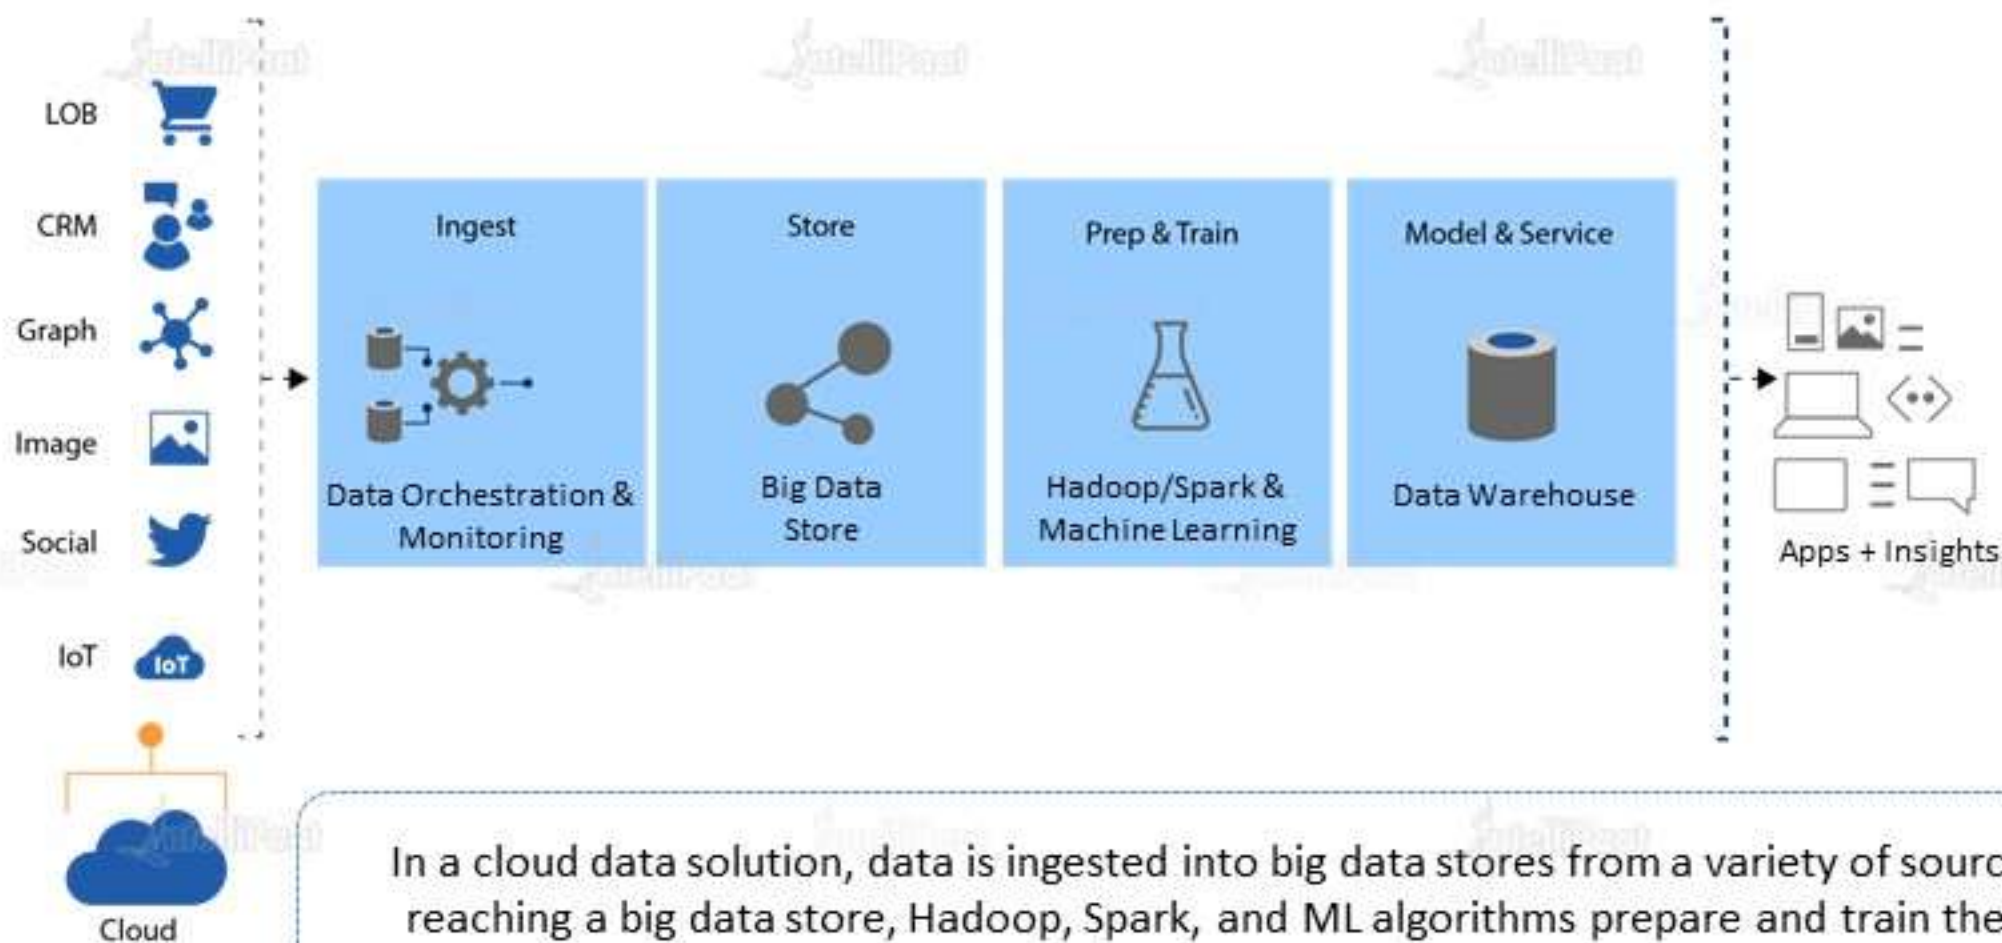 LOB
CRM
Graph
Image
Social
IoT
IoT
Cloud
Ingest
Data Orchestration &
Monitoring
Store
Big Data
Store
Prep & Train
Hadoop/Spark &
Machine Learning
Model & Service
Data Warehouse
Apps + Insights
In a cloud data solution, data is ingested into big data stores from a variety of
reaching a big data store, Hadoop, Spark, and ML algorithms prepare and train the